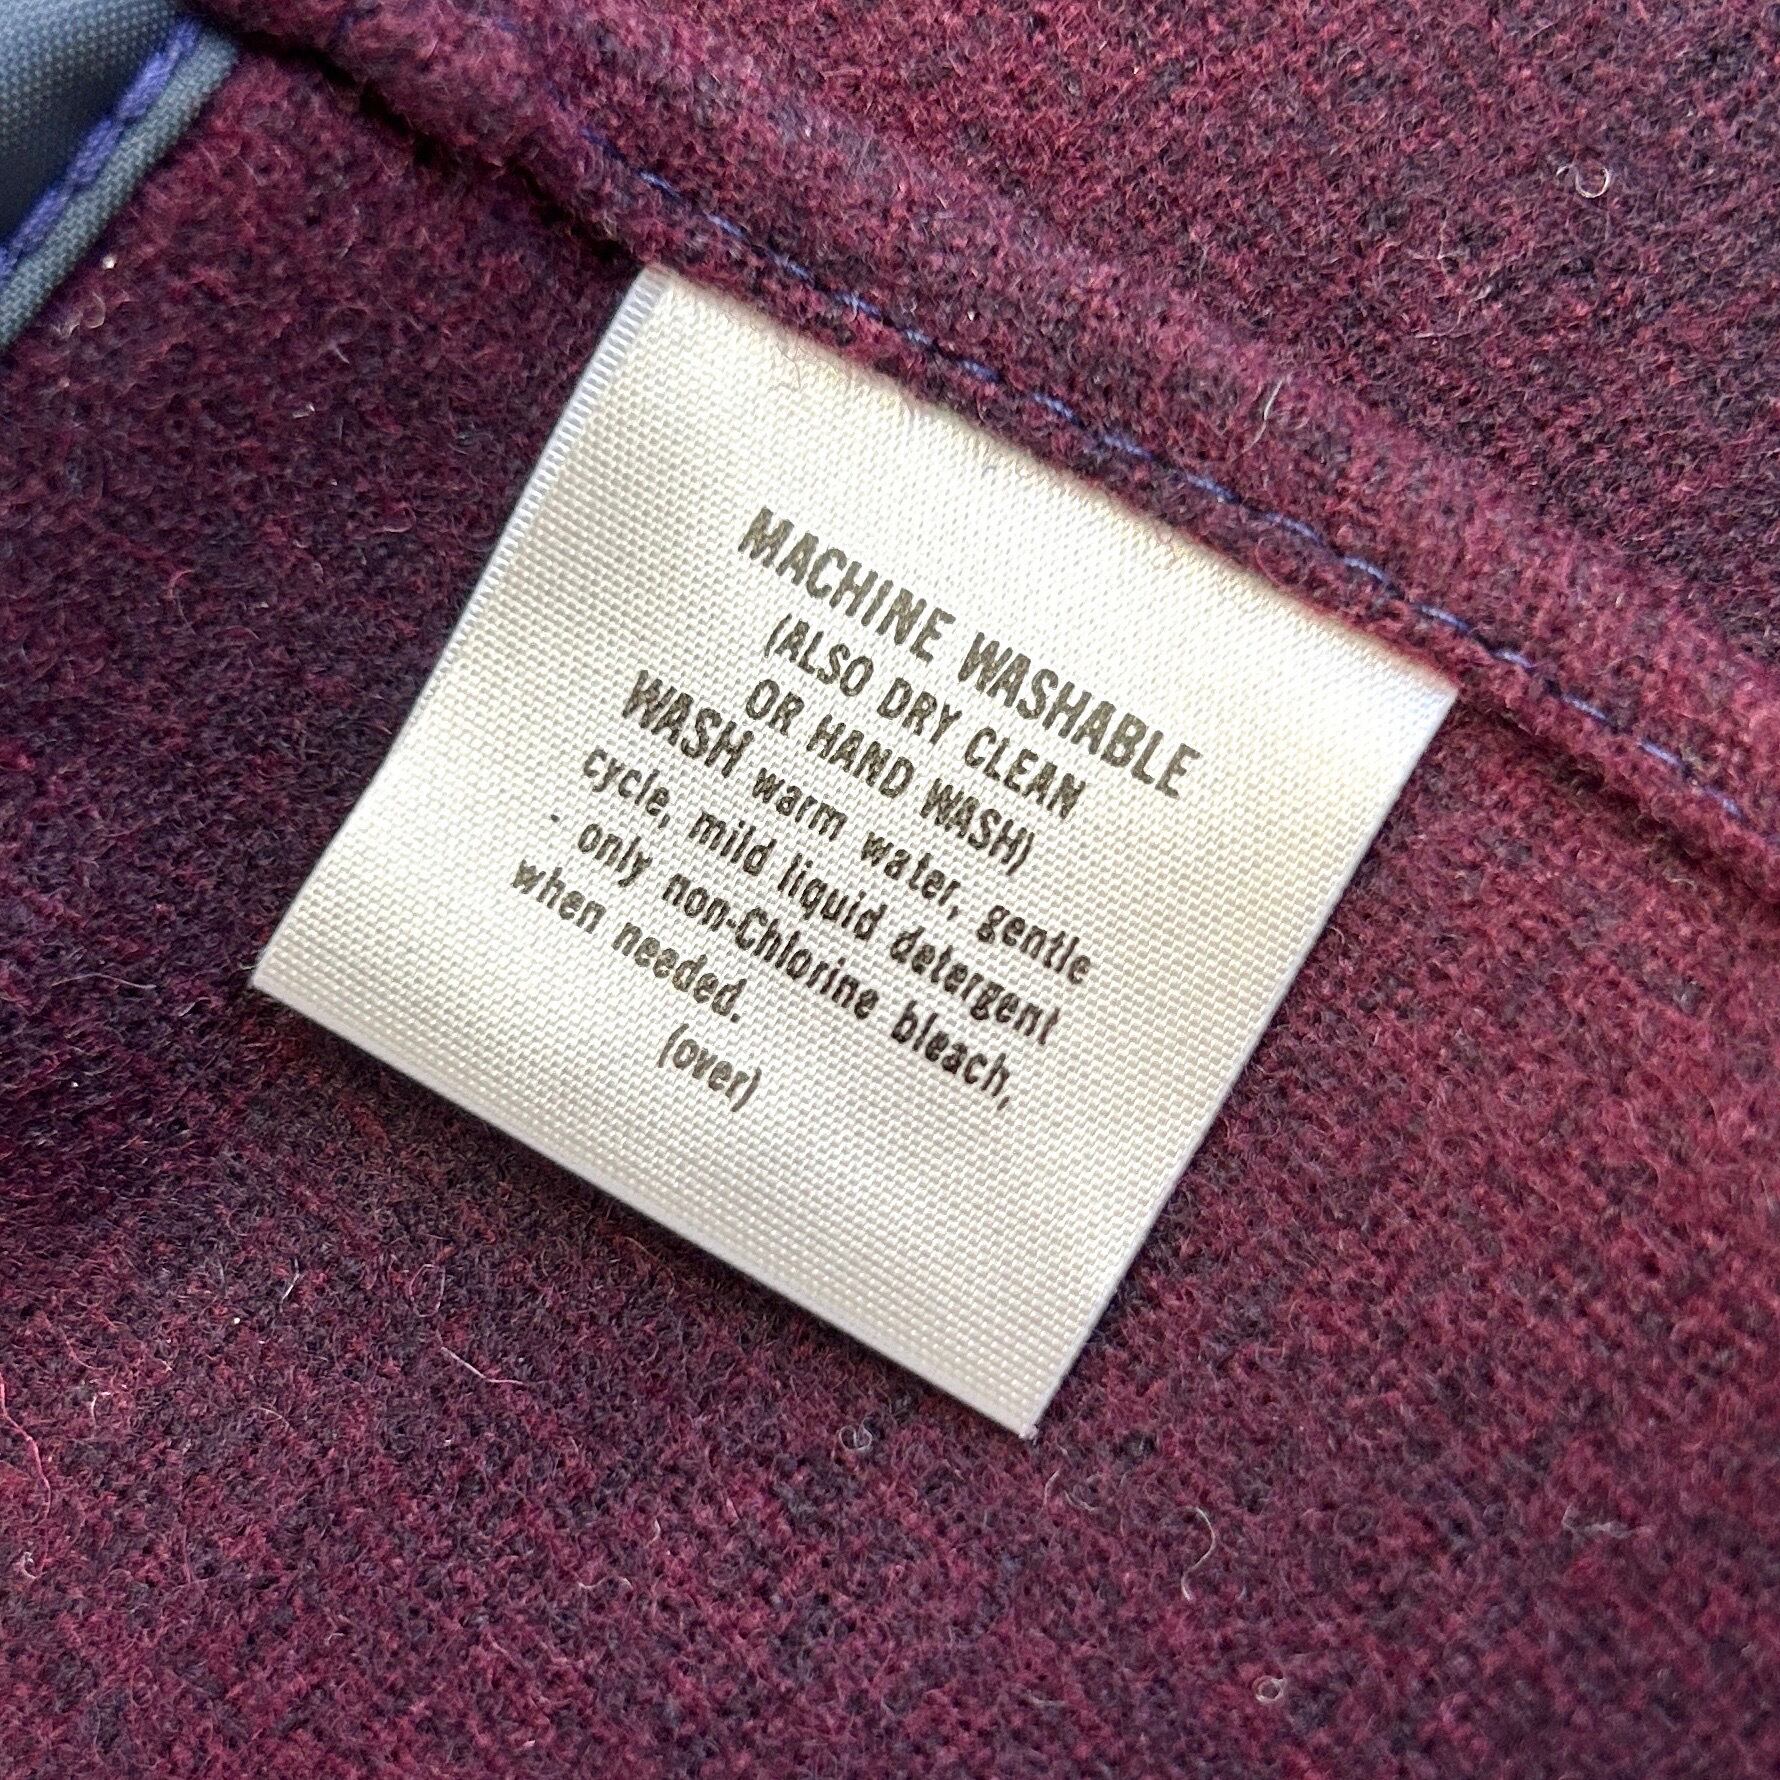 MACHINE WASHABLE
(ALSO DRY CLEAN
OR HAND WASH)
WASH warm water, gentle
cycle, mild liquid detergent
only non-Chlorine bleach,
when needed.
(over)